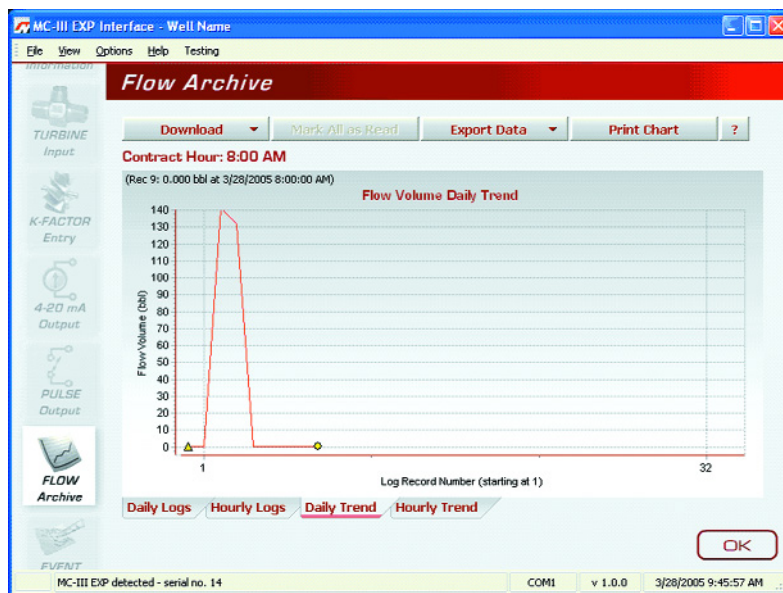 MC-III EXP Interface - Well Name
File View Options Help Testing
Information
TURBINE
Input
K-FACTOR
Entry
4-20 mA
Output
PULSE
Output
FLOW
Archive
EVENT
Flow Archive
Download
Mark All as Read
Export Data
Print Chart
?
Contract Hour: 8:00 AM
(Rec 9: 0.000 bbl at 3/28/2005 8:00:00 AM)
Flow Volume Daily Trend
Flow Volume (bbl)
140
130
120
110
100
90
80
70
60
50
40
30
20
10
0
1
32
Log Record Number (starting at 1)
Daily Logs
Hourly Logs
Daily Trend
Hourly Trend
OK
MC-III EXP detected - serial no. 14
COM1
v 1.0.0
3/28/2005 9:45:57 AM